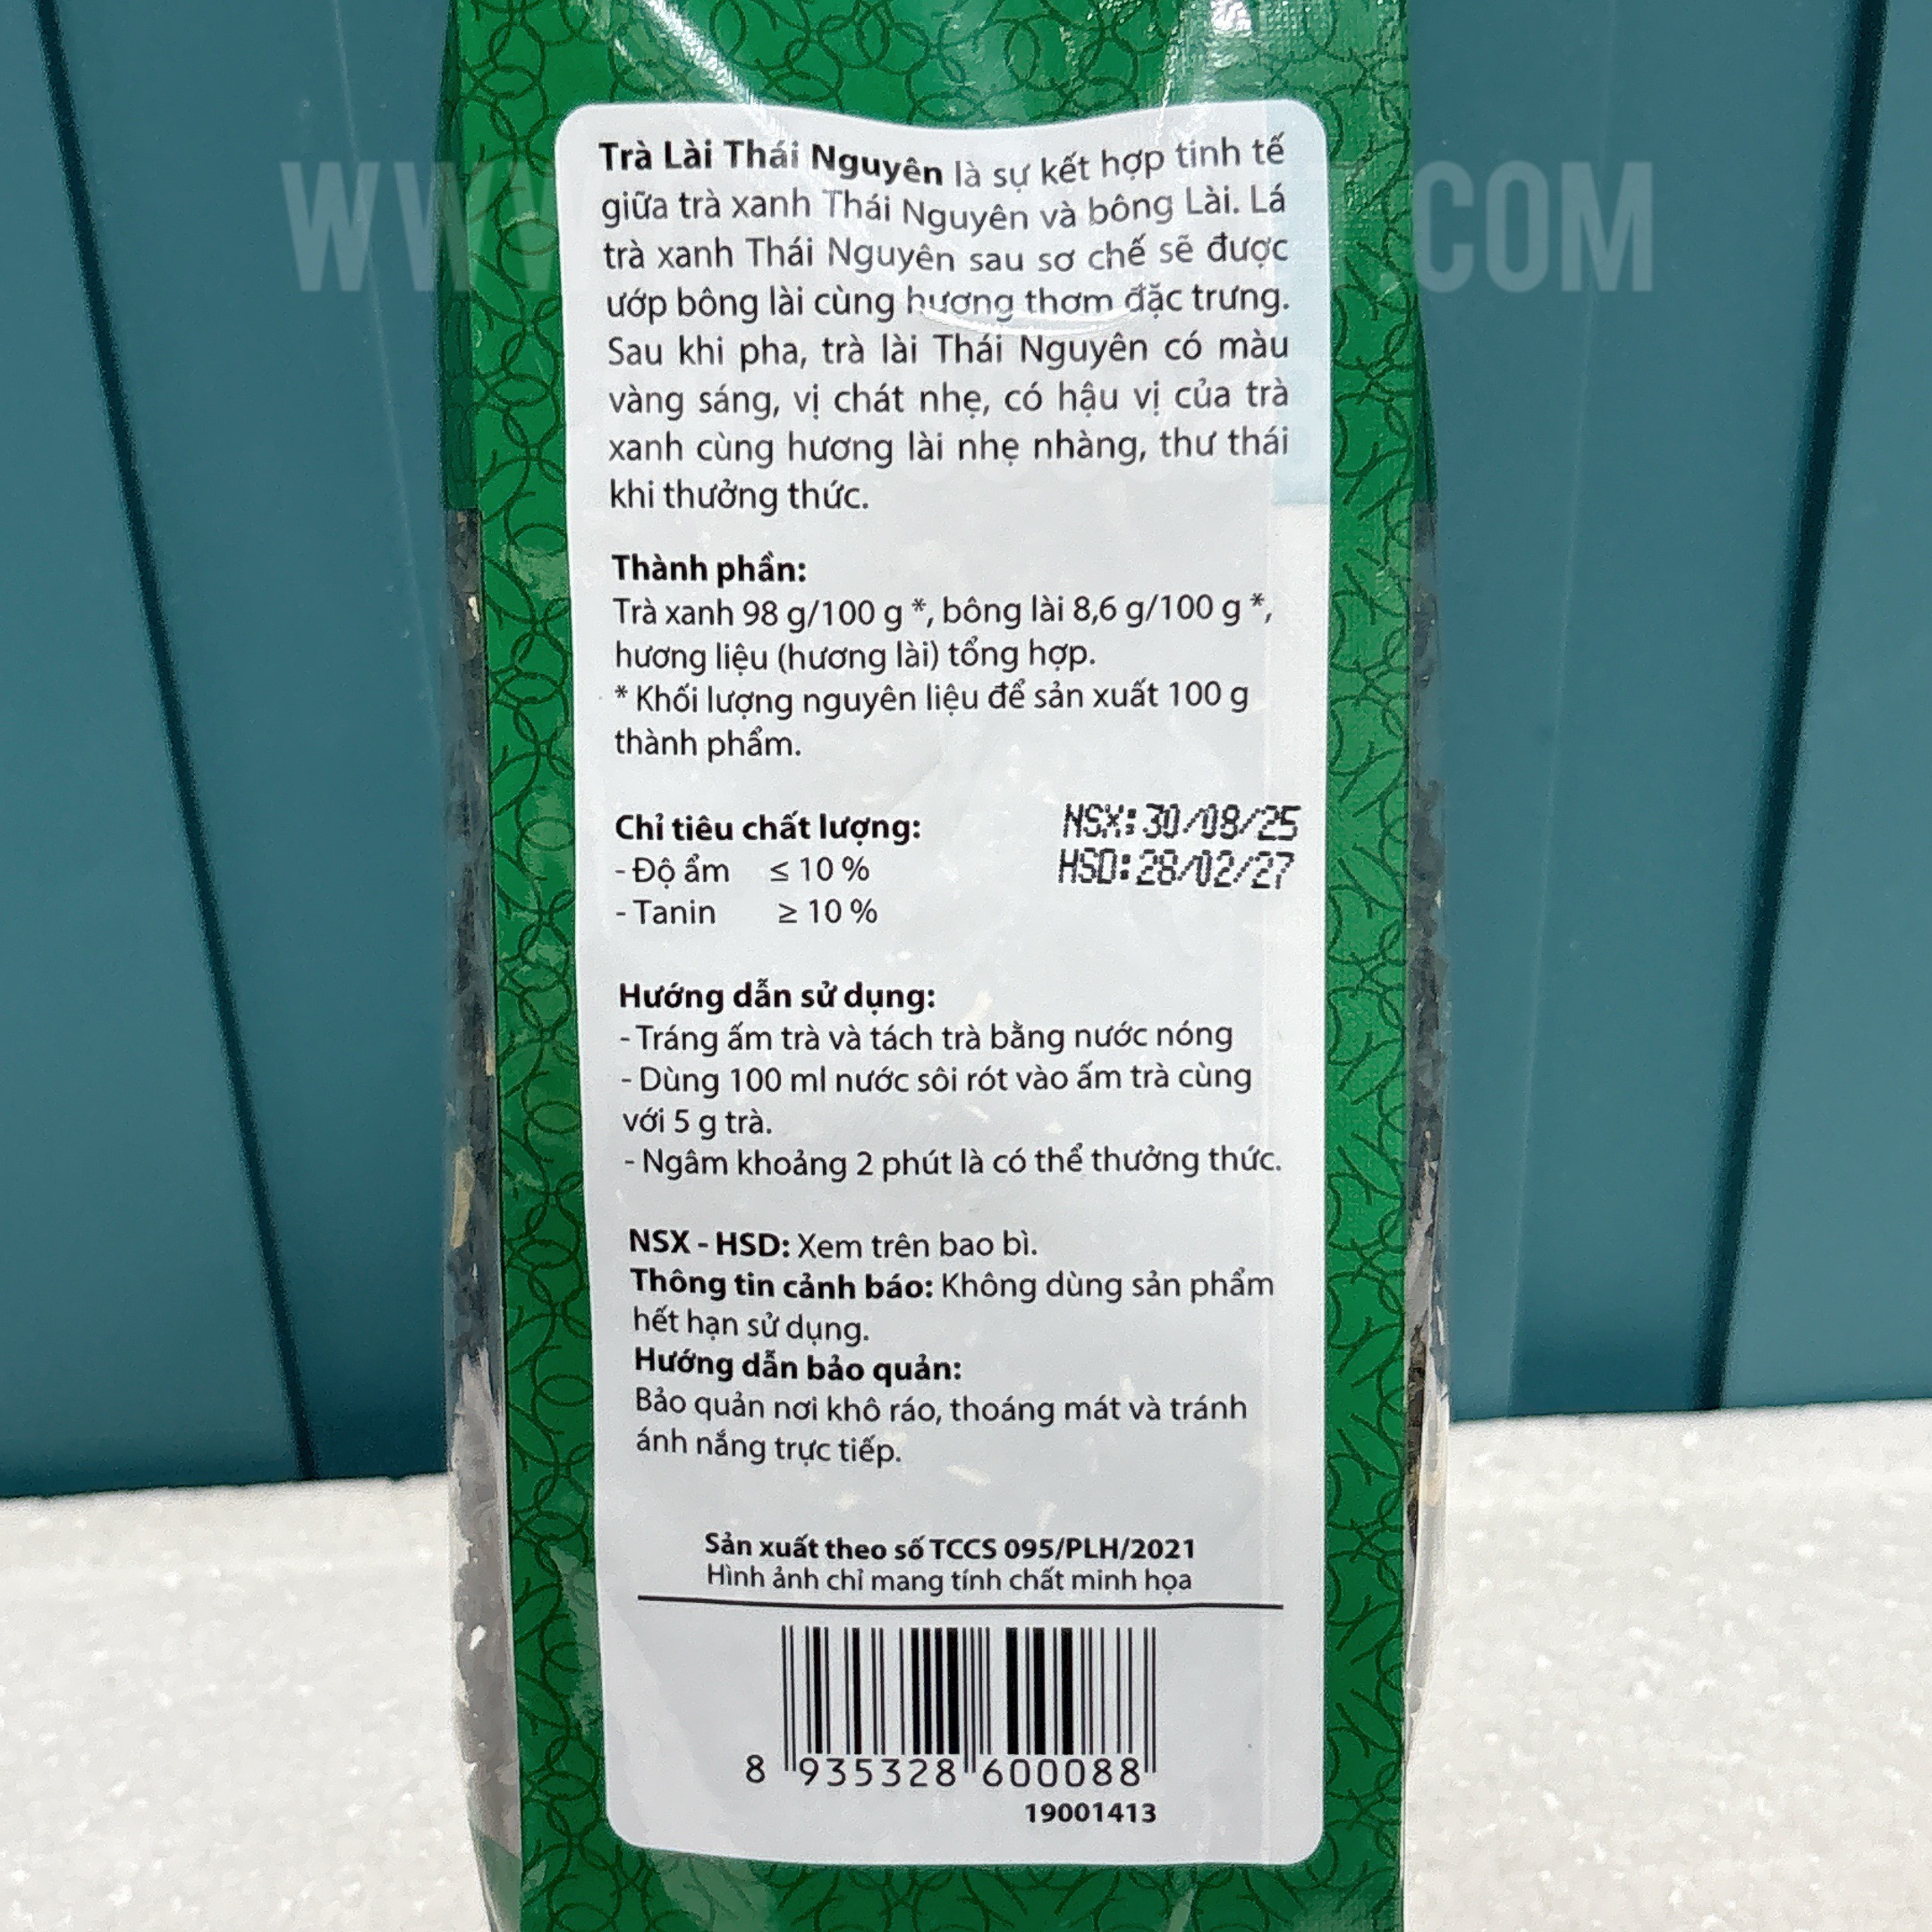 Trà Lài Thái Nguyên là sự kết hợp tinh tế
giữa trà xanh Thái Nguyên và bông Lài. Lá
trà xanh Thái Nguyên sau sơ chế sẽ được
ướp bông lài cùng hương thơm đặc trưng.
Sau khi pha, trà lài Thái Nguyên có màu
vàng sáng, vị chát nhẹ, có hậu vị của trà
xanh cùng hương lài nhẹ nhàng, thư thái
khi thưởng thức.
Thành phần:
Trà xanh 98 g/100 g *, bông lài 8,6 g/100 g *,
hương liệu (hương lài) tổng hợp.
* Khối lượng nguyên liệu để sản xuất 100 g
thành phẩm.
Chỉ tiêu chất lượng:
- Độ ẩm ≤ 10 %
- Tanin ≥ 10 %
NSX: 30/08/25
HSD: 28/02/27
Hướng dẫn sử dụng:
- Tráng ấm trà và tách trà bằng nước nóng
- Dùng 100 ml nước sôi rót vào ấm trà cùng
với 5 g trà.
- Ngâm khoảng 2 phút là có thể thưởng thức.
NSX - HSD: Xem trên bao bì.
Thông tin cảnh báo: Không dùng sản phẩm
hết hạn sử dụng.
Hướng dẫn bảo quản:
Bảo quản nơi khô ráo, thoáng mát và tránh
ánh nắng trực tiếp.
Sản xuất theo số TCCS 095/PLH/2021
Hình ảnh chỉ mang tính chất minh họa
8 935328 600088
19001413
.COM